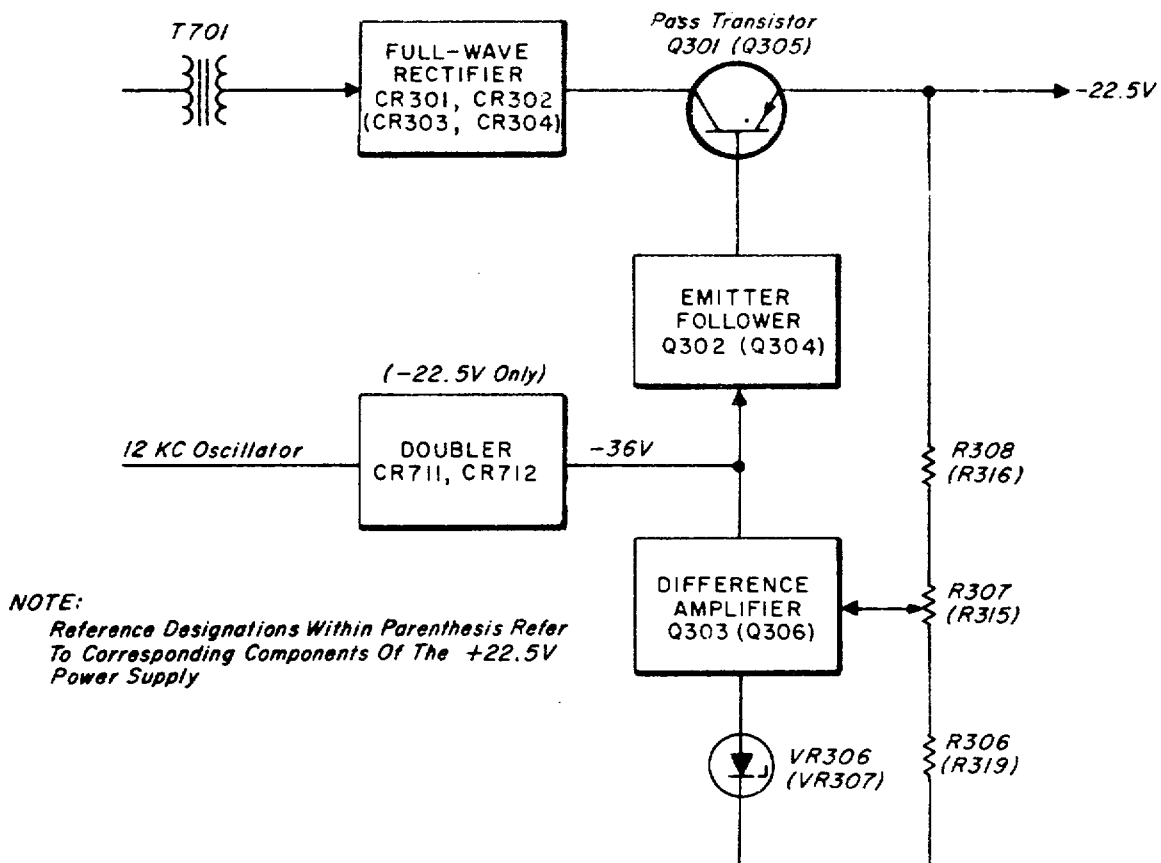 T701
FULL-WAVE
RECTIFIER
CR301, CR302
(CR303, CR304)
Pass Transistor
Q301 (Q305)
-22.5V
EMITTER
FOLLOWER
Q302 (Q304)
(-22.5V Only)
12 KC Oscillator
DOUBLER
CR711, CR712
-36V
R308
(R316)
DIFFERENCE
AMPLIFIER
Q303 (Q306)
R307
(R315)
NOTE:
Reference Designations Within Parenthesis Refer
To Corresponding Components Of The +22.5V
Power Supply
VR306
(VR307)
R306
(R319)